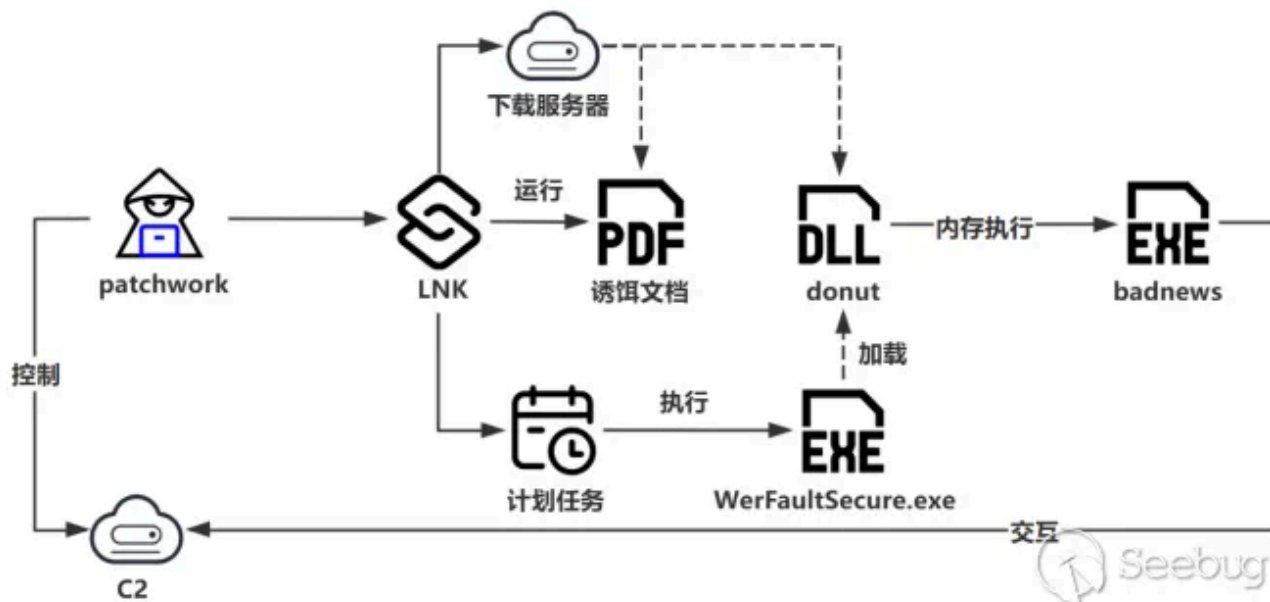 下载服务器
运行
PDF
诱饵文档
DLL
donut
内存执行
EXE
badnews
patchwork
LNK
控制
加载
执行
计划任务
EXE
WerFaultSecure.exe
交互
C2
Seebug